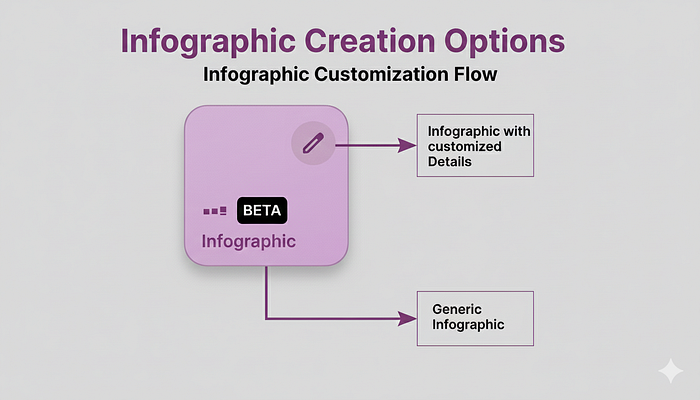 Infographic Creation Options
Infographic Customization Flow
Infographic with
customized
Details
BETA
Infographic
Generic
Infographic